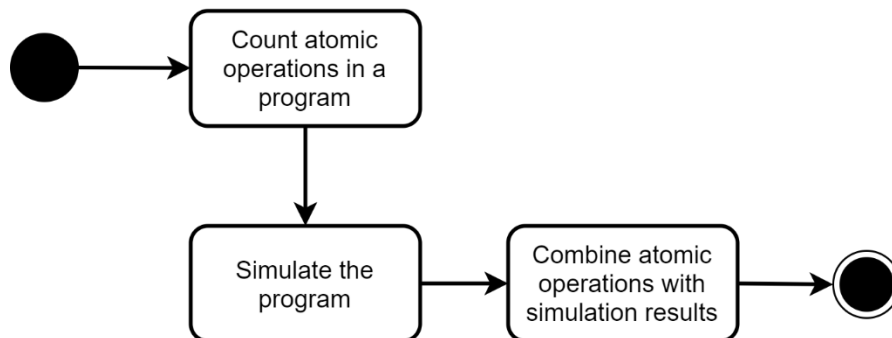 Count atomic
operations in a
program
Simulate the
program
Combine atomic
operations with
simulation results